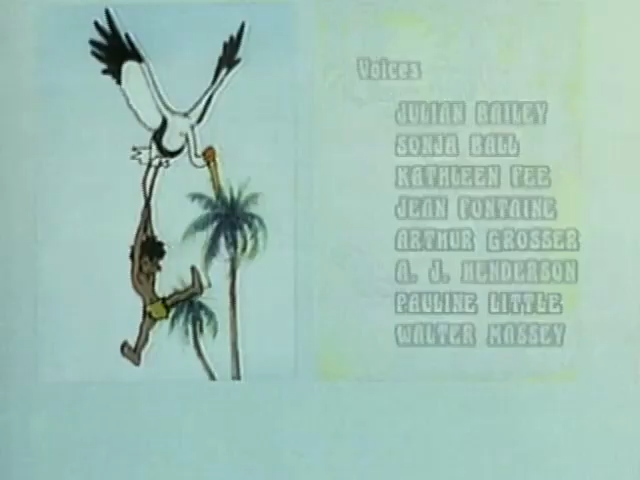 Voices
JULIAN BAILEY
SONJA BALL
KATHLEEN FEE
JEAN FONTAINE
ARTHUR GROSSER
A. J. HENDERSON
PAULINE LITTLE
WALTER MASSEY